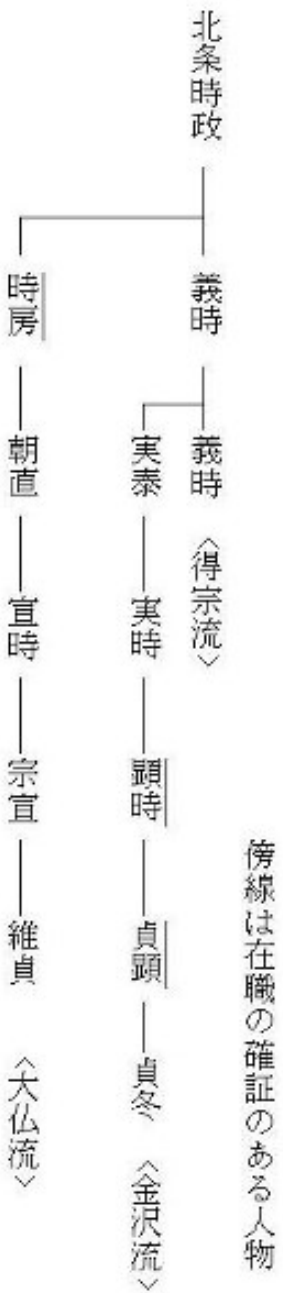 傍線は在職の確証のある人物
北条時政
義時
義時 〈得宗流〉
実泰
実時
顕時
貞顕
貞冬 〈金沢流〉
時房
朝直
宣時
宗宣
維貞 〈大仏流〉